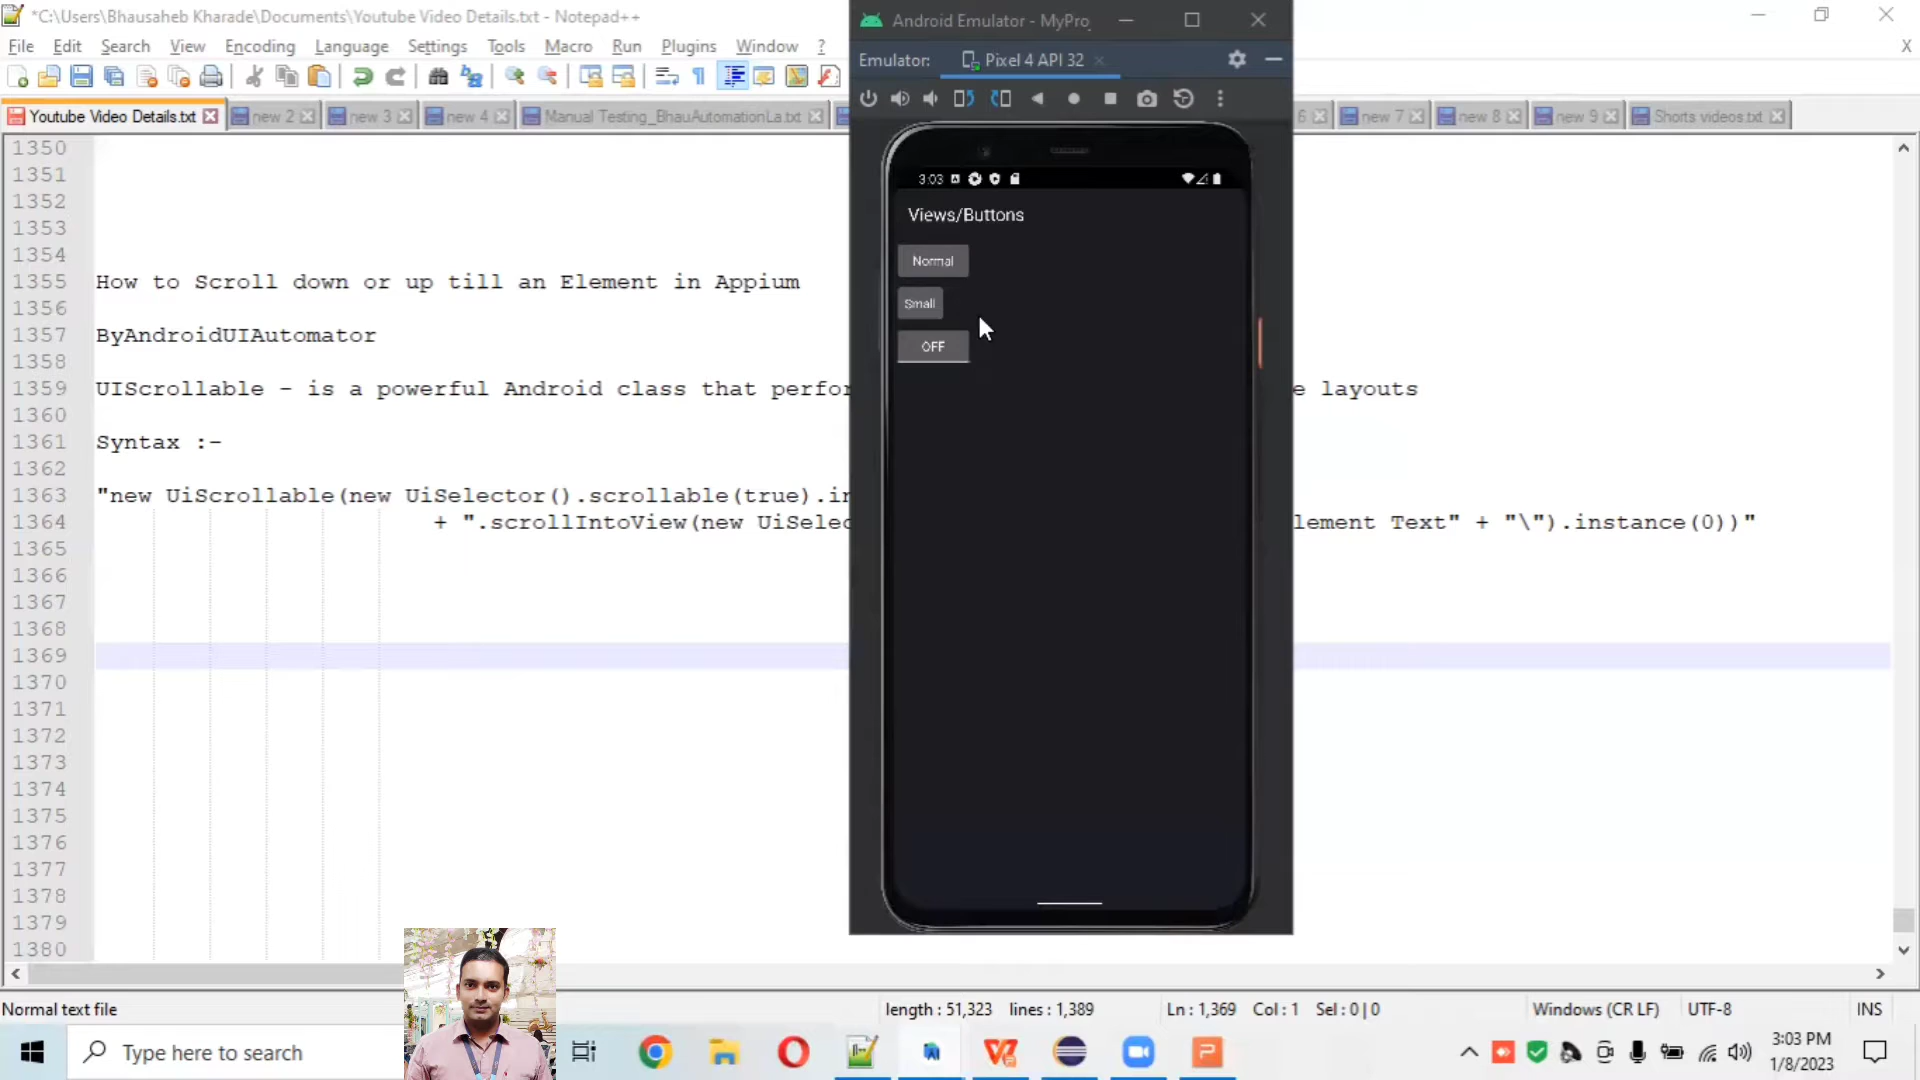 *C:\Users\Bhausaheb Kharade\Documents\Youtube Video Details.txt - Notepad++
File Edit Search View Encoding Language Settings Tools Macro Run Plugins Window ?
X
Youtube Video Details.txt new 2 new 3 new 4 Manual Testing_BhauAutomationLa.txt 6 new 7 new 8 new 9 Shorts videos.txt
1350
1351
1352
1353
1354
1355 How to Scroll down or up till an Element in Appium
1356
1357 ByAndroidUIAutomator
1358
1359 UIScrollable - is a powerful Android class that perfor e layouts
1360
1361 Syntax :-
1362
1363 "new UiScrollable(new UiSelector().scrollable(true).in
1364 + ".scrollIntoView(new UiSelec lement Text" + "\").instance(0))"
1365
1366
1367
1368
1369
1370
1371
1372
1373
1374
1375
1376
1377
1378
1379
1380
Android Emulator - MyPro
Emulator: Pixel 4 API 32
3:03
Views/Buttons
Normal
Small
OFF
Normal text file length : 51,323 lines : 1,389 Ln : 1,369 Col : 1 Sel : 0 | 0 Windows (CR LF) UTF-8 INS
Type here to search
3:03 PM
1/8/2023